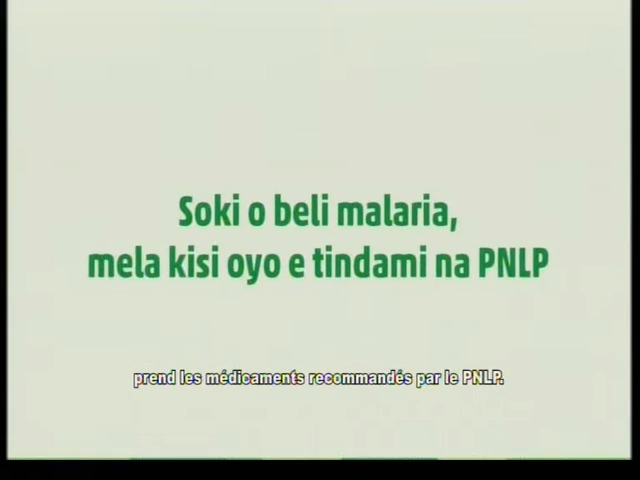 Soki o beli malaria,
mela kisi oyo e tindami na PNLP
prend les médicaments recommandés par le PNLP.